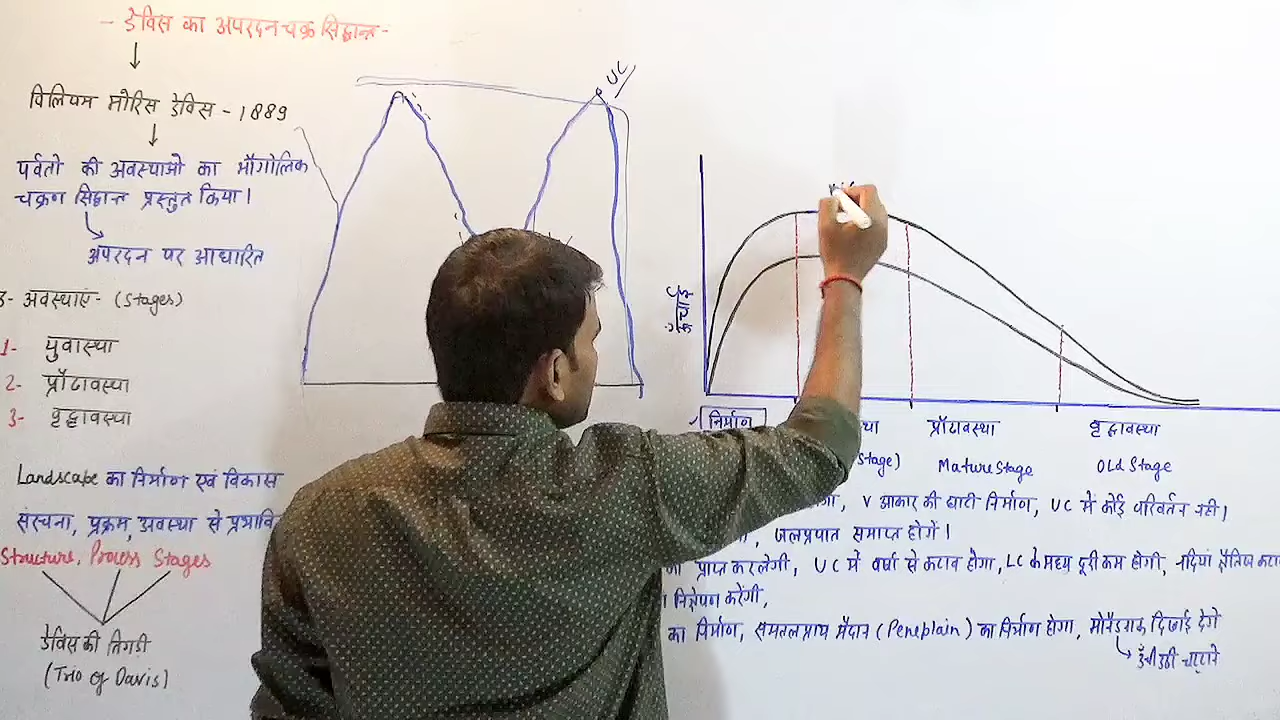 - डेविस का अपरदन चक्र सिद्धान्त -
विलियम मोरिस डेविस - 1889
पर्वतो की अवस्थाओ का भौगोलिक
चक्रण सिद्धान्त प्रस्तुत किया।
अपरदन पर आधारित
3- अवस्थाएं- (Stages)
1- युवास्था
2- प्रौढावस्था
3- वृद्धावस्था
Landscape का निर्माण एवं विकास
संरचना, प्रक्रम, अवस्था से
Structure, Process Stages
डेविस की तिगडी
(Trio of Davis)
UC
ऊंचाई
निर्माण
प्रौढावस्था
वृद्धावस्था
Stage)
Mature Stage
Old Stage
V आकार की घाटी निर्माण, UC में कोई परिवर्तन नही।
जलप्रपात समाप्त होगें।
प्राप्त कर लेगी, UC में वर्षा से कटाव होगा, LC के मध्य दूरी कम होगी, नदियां क्षैतिज
निक्षेपण करेंगी,
का निर्माण, समतलप्राय मैदान (Peneplain) का निर्माण होगा, मोनैडनाक दिखाई देगें
ऊँची उठी चट्टाने